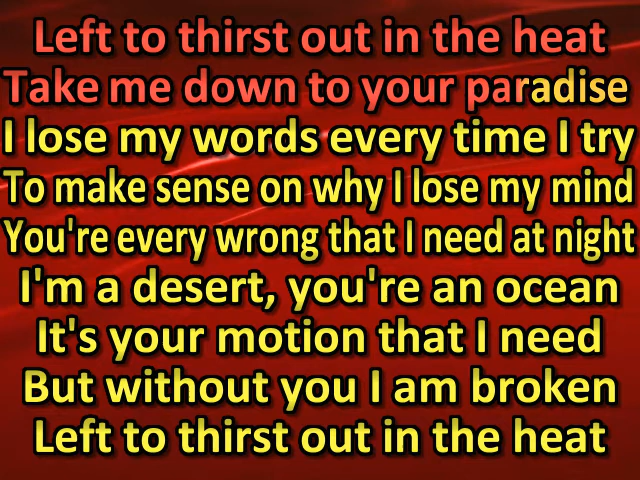 Left to thirst out in the heat
Take me down to your paradise
I lose my words every time I try
To make sense on why I lose my mind
You're every wrong that I need at night
I'm a desert, you're an ocean
It's your motion that I need
But without you I am broken
Left to thirst out in the heat